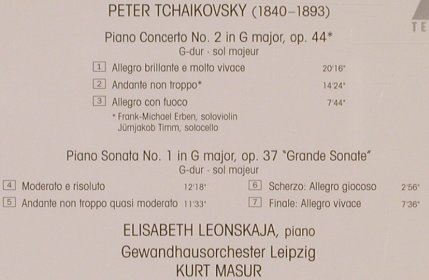 PETER TCHAIKOVSKY (1840–1893)
Piano Concerto No. 2 in G major, op. 44*
G-dur · sol majeur
1 Allegro brillante e molto vivace 20'16"
2 Andante non troppo* 14'24"
3 Allegro con fuoco 7'44"
* Frank-Michael Erben, soloviolin
Jürnjakob Timm, solocello
Piano Sonata No. 1 in G major, op. 37 "Grande Sonate"
G-dur · sol majeur
4 Moderato e risoluto 12'18"
5 Andante non troppo quasi moderato 11'33"
6 Scherzo: Allegro giocoso 2'56"
7 Finale: Allegro vivace 7'36"
ELISABETH LEONSKAJA, piano
Gewandhausorchester Leipzig
KURT MASUR